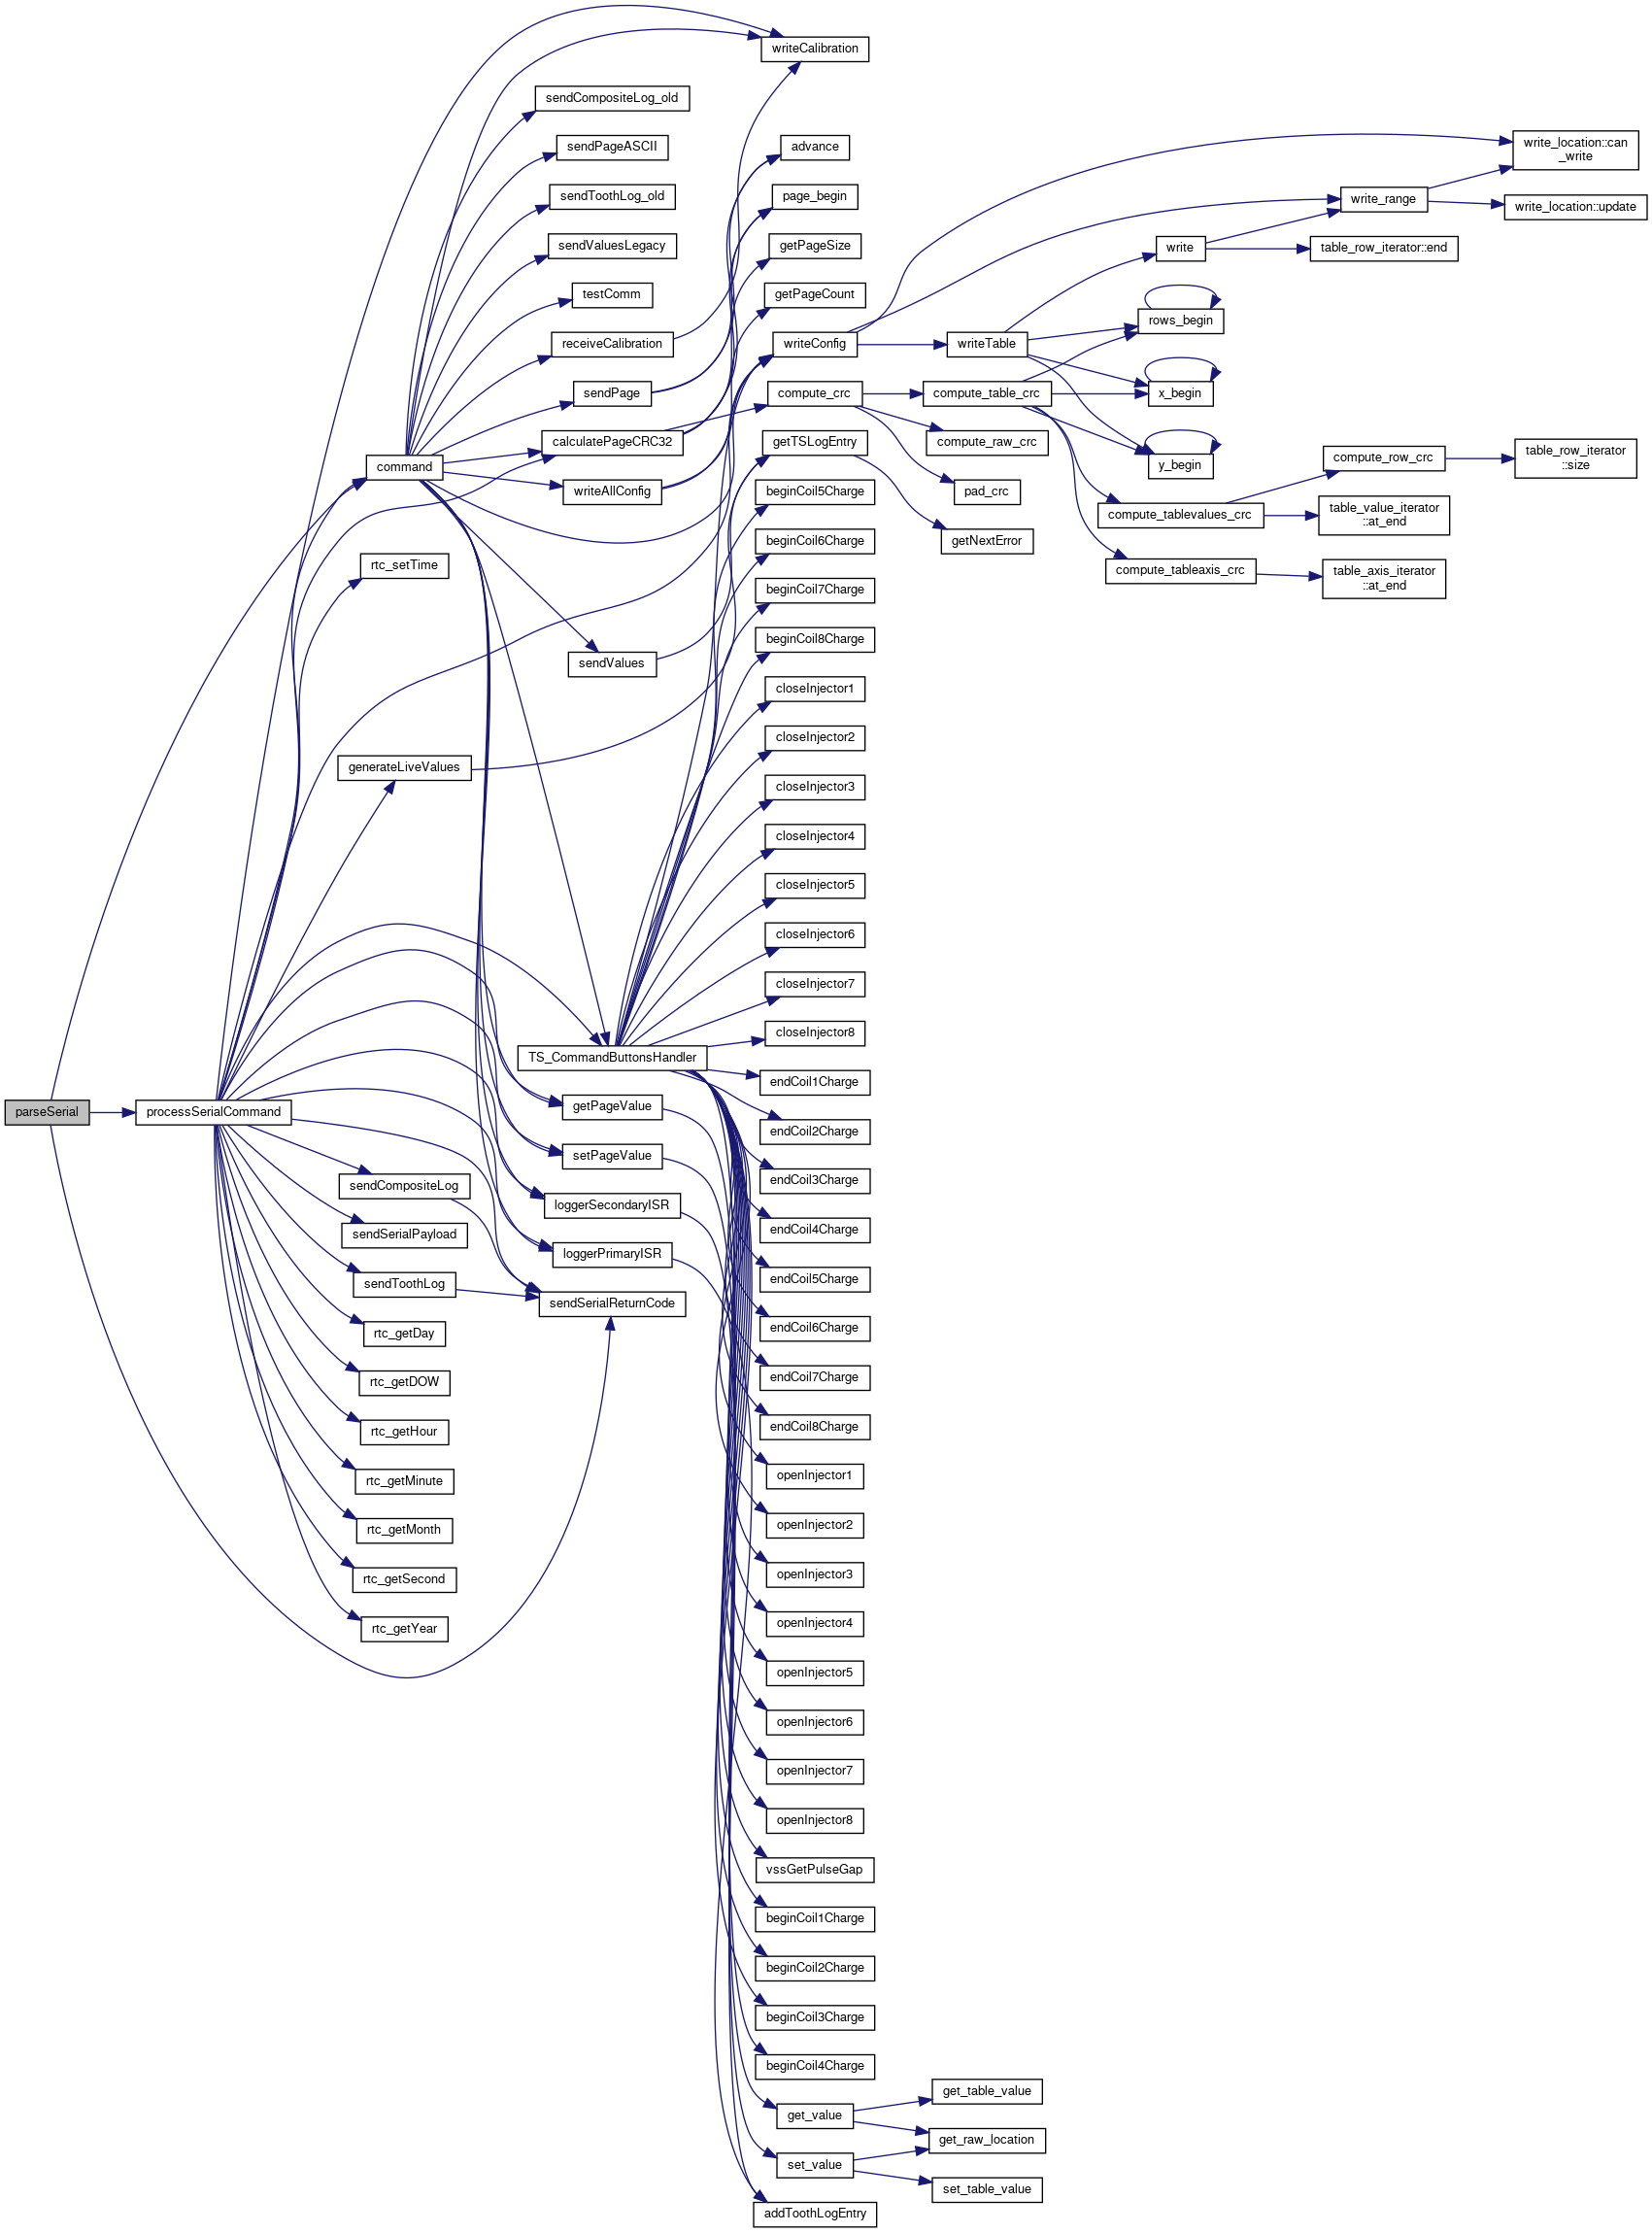 parseSerial
command
processSerialCommand
rtc_setTime
generateLiveValues
sendCompositeLog
sendSerialPayload
sendToothLog
rtc_getDay
rtc_getDOW
rtc_getHour
rtc_getMinute
rtc_getMonth
rtc_getSecond
rtc_getYear
sendCompositeLog_old
sendPageASCII
sendToothLog_old
sendValuesLegacy
testComm
receiveCalibration
sendPage
calculatePageCRC32
writeAllConfig
sendValues
TS_CommandButtonsHandler
getPageValue
setPageValue
loggerSecondaryISR
loggerPrimaryISR
sendSerialReturnCode
writeCalibration
advance
page_begin
getPageSize
getPageCount
writeConfig
compute_crc
getTSLogEntry
beginCoil5Charge
beginCoil6Charge
beginCoil7Charge
beginCoil8Charge
closeInjector1
closeInjector2
closeInjector3
closeInjector4
closeInjector5
closeInjector6
closeInjector7
closeInjector8
endCoil1Charge
endCoil2Charge
endCoil3Charge
endCoil4Charge
endCoil5Charge
endCoil6Charge
endCoil7Charge
endCoil8Charge
openInjector1
openInjector2
openInjector3
openInjector4
openInjector5
openInjector6
openInjector7
openInjector8
vssGetPulseGap
beginCoil1Charge
beginCoil2Charge
beginCoil3Charge
beginCoil4Charge
get_value
set_value
addToothLogEntry
writeTable
compute_table_crc
compute_raw_crc
pad_crc
getNextError
get_table_value
get_raw_location
set_table_value
write
rows_begin
x_begin
y_begin
compute_tablevalues_crc
compute_tableaxis_crc
write_range
table_row_iterator::end
compute_row_crc
table_value_iterator
::at_end
table_axis_iterator
::at_end
write_location::can
_write
write_location::update
table_row_iterator
::size